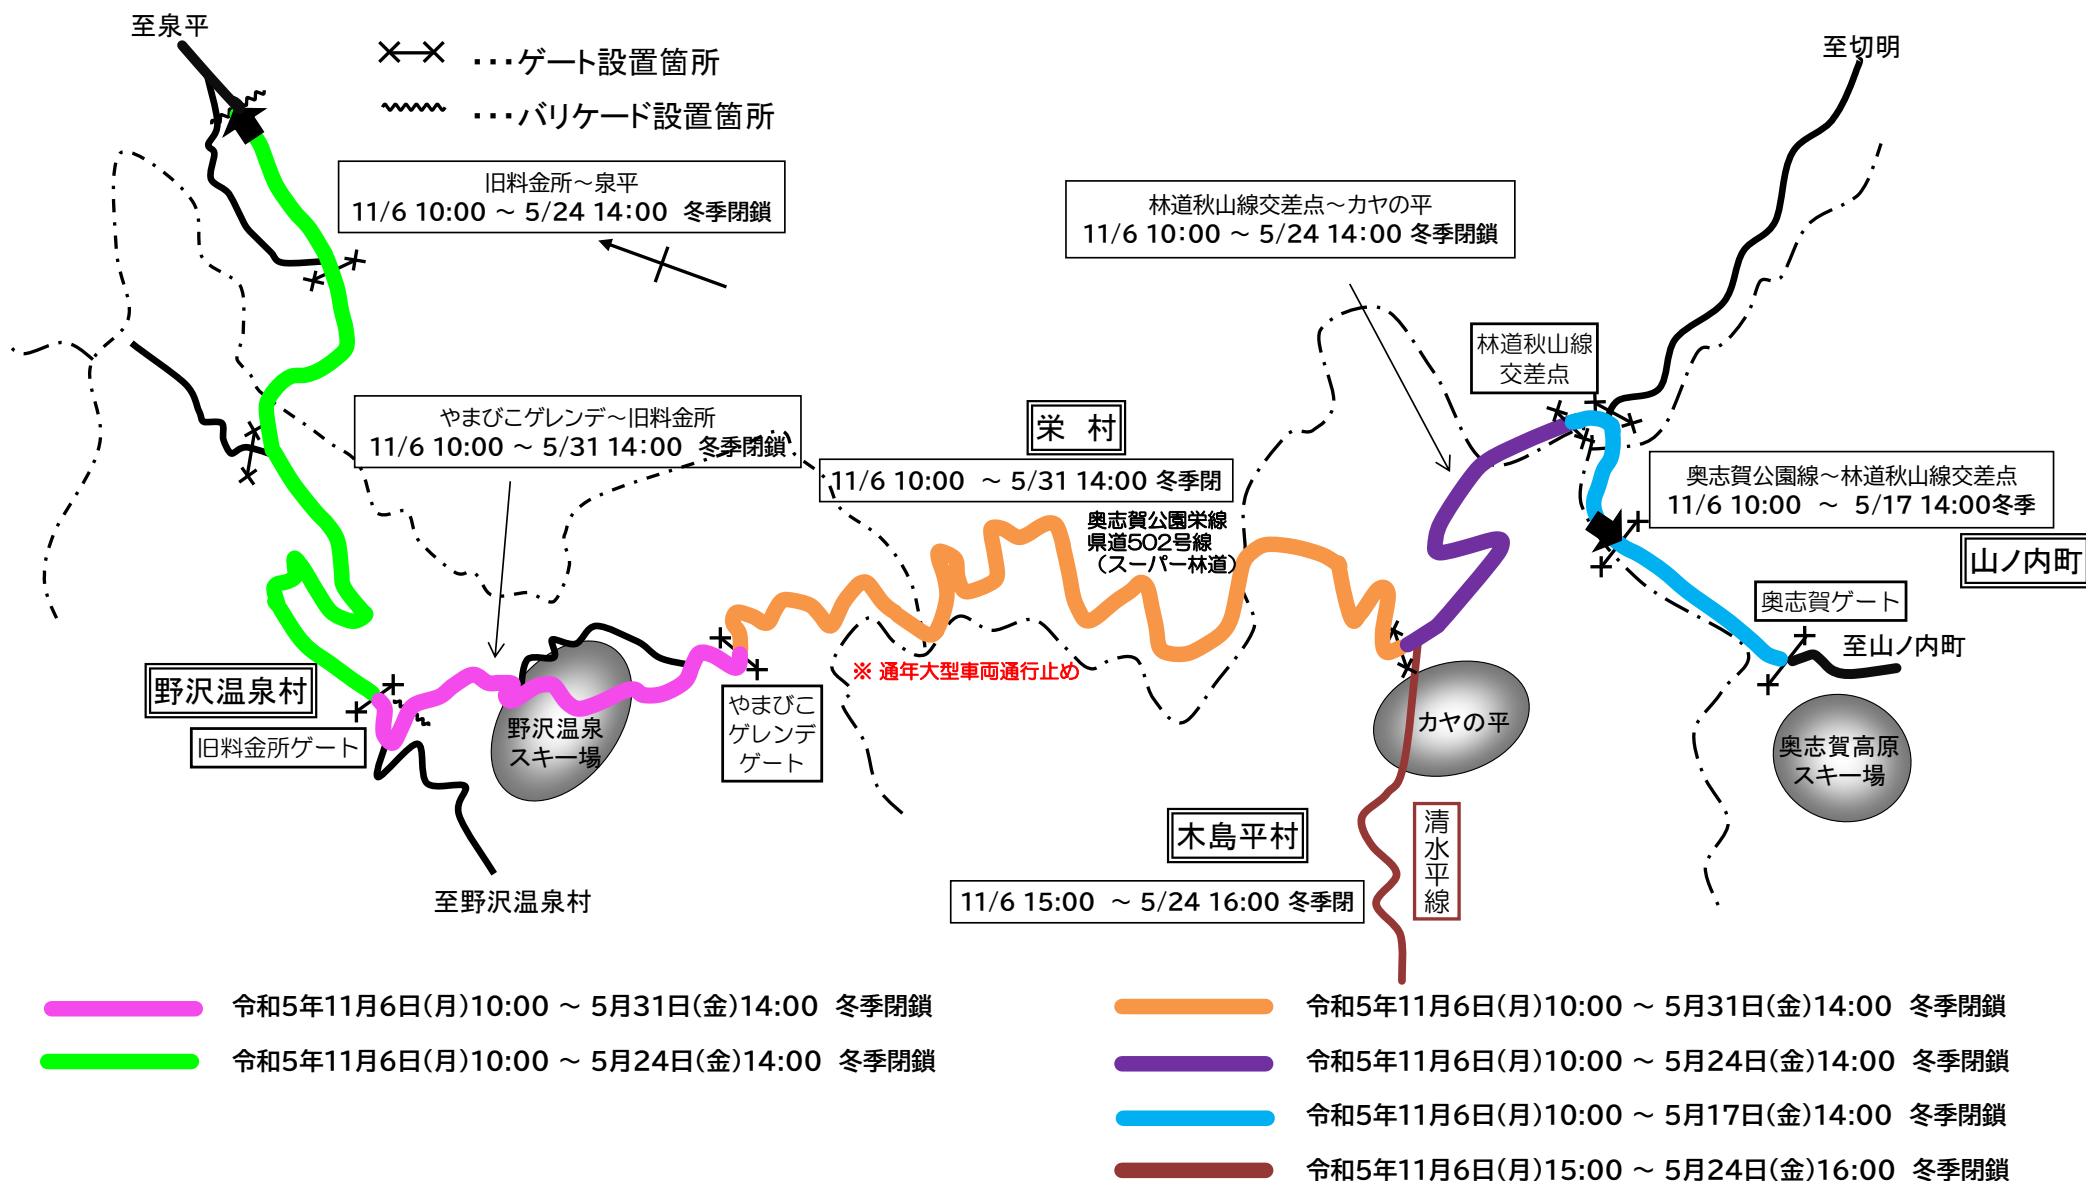 至泉平
・・・ゲート設置箇所
・・・バリケード設置箇所
至切明
旧料金所～泉平
11/6 10:00 ～ 5/24 14:00 冬季閉鎖
林道秋山線交差点～カヤの平
11/6 10:00 ～ 5/24 14:00 冬季閉鎖
林道秋山線
交差点
やまびこゲレンデ～旧料金所
11/6 10:00 ～ 5/31 14:00 冬季閉鎖
栄 村
11/6 10:00 ～ 5/31 14:00 冬季閉
奥志賀公園栄線
県道502号線
（スーパー林道）
奥志賀公園線～林道秋山線交差点
11/6 10:00 ～ 5/17 14:00冬季
山ノ内町
奥志賀ゲート
至山ノ内町
※ 通年大型車両通行止め
野沢温泉村
旧料金所ゲート
野沢温泉
スキー場
やまびこ
ゲレンデ
ゲート
カヤの平
奥志賀高原
スキー場
木島平村
清水平線
11/6 15:00 ～ 5/24 16:00 冬季閉
至野沢温泉村
令和5年11月6日(月)10:00 ～ 5月31日(金)14:00 冬季閉鎖
令和5年11月6日(月)10:00 ～ 5月24日(金)14:00 冬季閉鎖
令和5年11月6日(月)10:00 ～ 5月31日(金)14:00 冬季閉鎖
令和5年11月6日(月)10:00 ～ 5月24日(金)14:00 冬季閉鎖
令和5年11月6日(月)10:00 ～ 5月17日(金)14:00 冬季閉鎖
令和5年11月6日(月)15:00 ～ 5月24日(金)16:00 冬季閉鎖